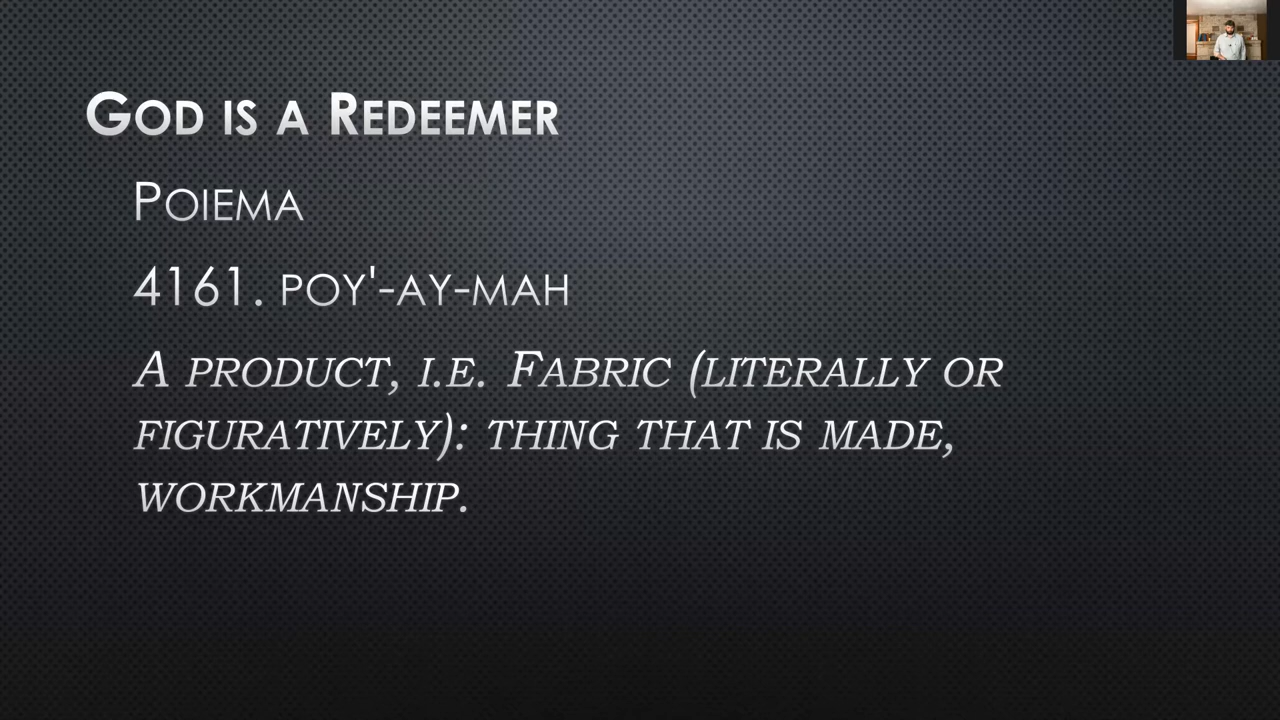 God is a Redeemer
Poiema
4161. poy'-ay-mah
A product, i.e. Fabric (literally or
figuratively): thing that is made,
workmanship.